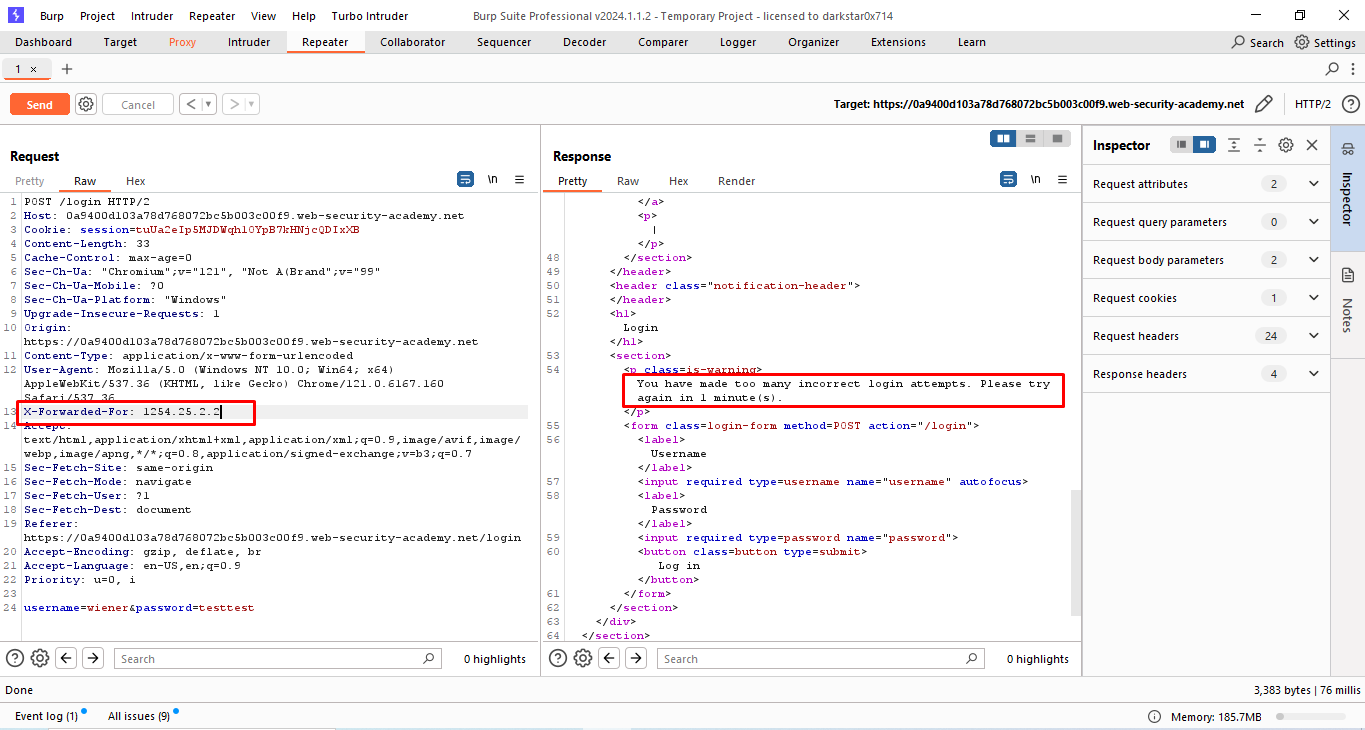 Burp Project Intruder Repeater View Help Turbo Intruder Burp Suite Professional v2024.1.1.2 - Temporary Project - licensed to darkstar0x714
Dashboard Target Proxy Intruder Repeater Collaborator Sequencer Decoder Comparer Logger Organizer Extensions Learn Search Settings
1 × +
Send Cancel < > Target: https://0a9400d103a78d768072bc5b003c00f9.web-security-academy.net HTTP/2
Request
Pretty Raw Hex \n
1 POST /login HTTP/2
2 Host: 0a9400d103a78d768072bc5b003c00f9.web-security-academy.net
3 Cookie: session=tuUa2eIp5MJDWqhlOYpB7kHNjcQDIxXB
4 Content-Length: 33
5 Cache-Control: max-age=0
6 Sec-Ch-Ua: "Chromium";v="121", "Not A(Brand";v="99"
7 Sec-Ch-Ua-Mobile: ?0
8 Sec-Ch-Ua-Platform: "Windows"
9 Upgrade-Insecure-Requests: 1
10 Origin:
https://0a9400d103a78d768072bc5b003c00f9.web-security-academy.net
11 Content-Type: application/x-www-form-urlencoded
12 User-Agent: Mozilla/5.0 (Windows NT 10.0; Win64; x64)
AppleWebKit/537.36 (KHTML, like Gecko) Chrome/121.0.6167.160
Safari/537.36
13 X-Forwarded-For: 1254.25.2.2
14 Accept:
text/html,application/xhtml+xml,application/xml;q=0.9,image/avif,image/
webp,image/apng,*/*;q=0.8,application/signed-exchange;v=b3;q=0.7
15 Sec-Fetch-Site: same-origin
16 Sec-Fetch-Mode: navigate
17 Sec-Fetch-User: ?1
18 Sec-Fetch-Dest: document
19 Referer:
https://0a9400d103a78d768072bc5b003c00f9.web-security-academy.net/login
20 Accept-Encoding: gzip, deflate, br
21 Accept-Language: en-US,en;q=0.9
22 Priority: u=0, i
23
24 username=wiener&password=testtest
Search 0 highlights
Response
Pretty Raw Hex Render \n
</a>
<p>
|
</p>
48 </section>
49 </header>
50 <header class="notification-header">
51 </header>
52 <h1>
Login
</h1>
53 <section>
54 <p class=is-warning>
You have made too many incorrect login attempts. Please try
again in 1 minute(s).
</p>
55 <form class=login-form method=POST action="/login">
56 <label>
Username
</label>
57 <input required type=username name="username" autofocus>
58 <label>
Password
</label>
59 <input required type=password name="password">
60 <button class=button type=submit>
Log in
</button>
61 </form>
62 </section>
63 </div>
64 </section>
Search 0 highlights
Inspector
Request attributes 2
Request query parameters 0
Request body parameters 2
Request cookies 1
Request headers 24
Response headers 4
Inspector
Notes
Done 3,383 bytes | 76 millis
Event log (1) All issues (9) Memory: 185.7MB